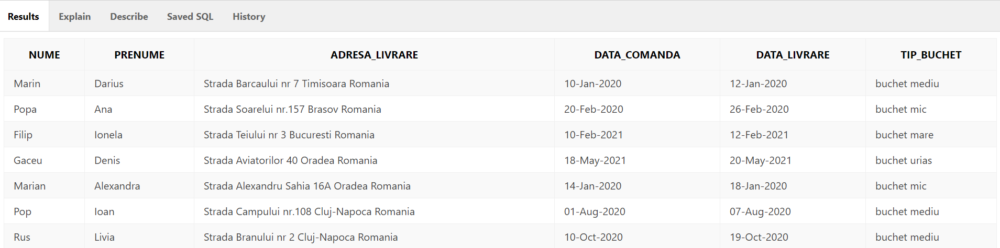 Results Explain Describe Saved SQL History
NUME PRENUME ADRESA_LIVRARE DATA_COMANDA DATA_LIVRARE TIP_BUCHET
Marin Darius Strada Barcaului nr 7 Timisoara Romania 10-Jan-2020 12-Jan-2020 buchet mediu
Popa Ana Strada Soarelui nr.157 Brasov Romania 20-Feb-2020 26-Feb-2020 buchet mic
Filip Ionela Strada Teiului nr 3 Bucuresti Romania 10-Feb-2021 12-Feb-2021 buchet mare
Gaceu Denis Strada Aviatorilor 40 Oradea Romania 18-May-2021 20-May-2021 buchet urias
Marian Alexandra Strada Alexandru Sahia 16A Oradea Romania 14-Jan-2020 18-Jan-2020 buchet mic
Pop Ioan Strada Campului nr.108 Cluj-Napoca Romania 01-Aug-2020 07-Aug-2020 buchet mediu
Rus Livia Strada Branului nr 2 Cluj-Napoca Romania 10-Oct-2020 19-Oct-2020 buchet mediu